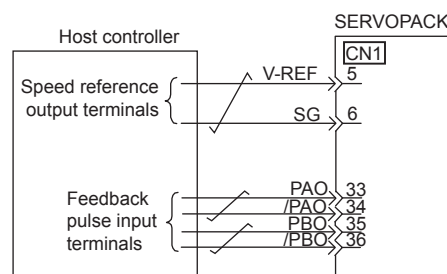 SERVOPACK
Host controller
CN1
Speed reference
output terminals
V-REF 5
SG 6
Feedback
pulse input
terminals
PAO 33
/PAO 34
PBO 35
/PBO 36